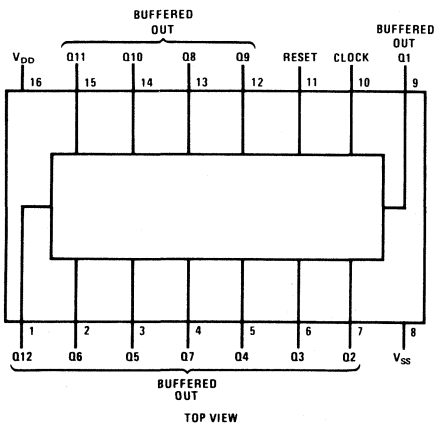 BUFFERED
OUT
BUFFERED
OUT
V_DD Q11 Q10 Q8 Q9 RESET CLOCK Q1
16 15 14 13 12 11 10 9
1 2 3 4 5 6 7 8
Q12 Q6 Q5 Q7 Q4 Q3 Q2 V_SS
BUFFERED
OUT
TOP VIEW